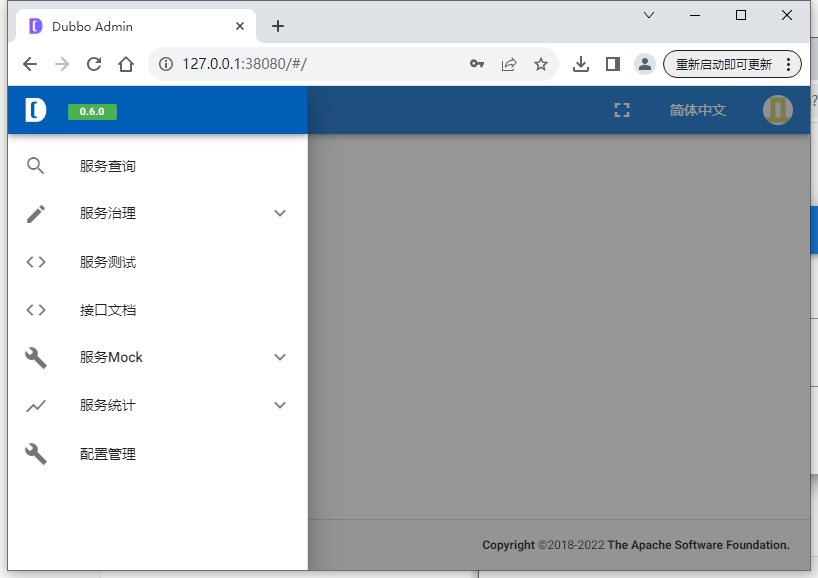 Dubbo Admin
127.0.0.1:38080/#/
重新启动即可更新
0.6.0
简体中文
服务查询
服务治理
服务测试
接口文档
服务Mock
服务统计
配置管理
Copyright ©2018-2022 The Apache Software Foundation.
?